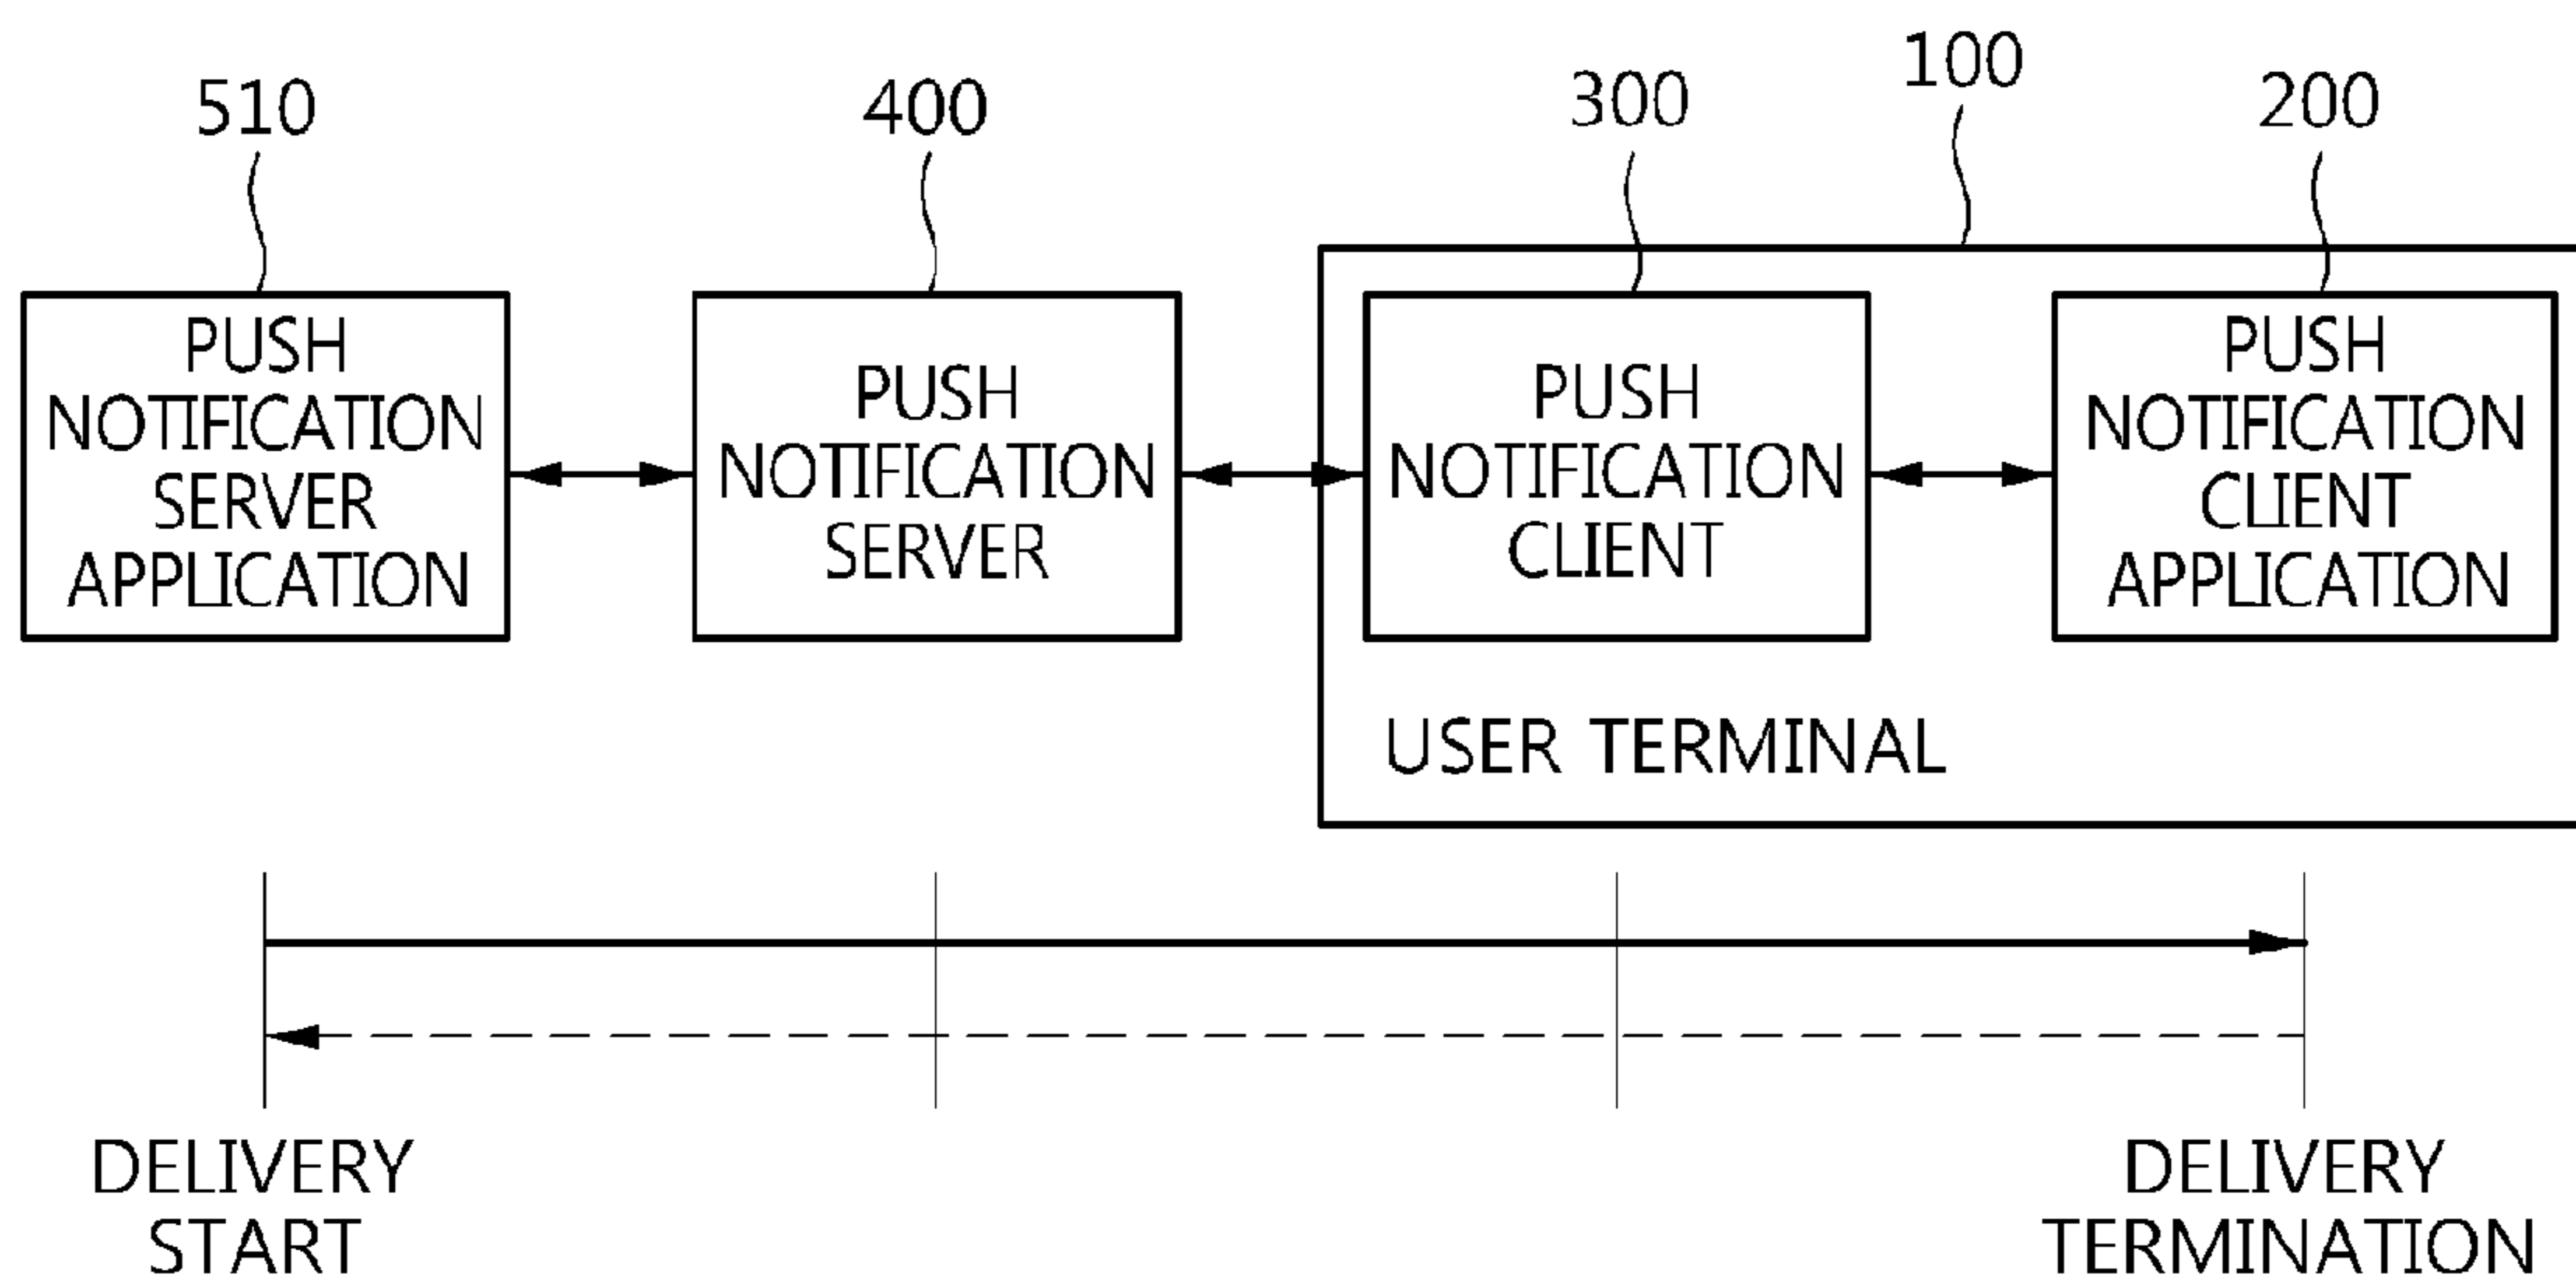 510
400
300
100
200
PUSH
NOTIFICATION
SERVER
APPLICATION
PUSH
NOTIFICATION
SERVER
PUSH
NOTIFICATION
CLIENT
PUSH
NOTIFICATION
CLIENT
APPLICATION
USER TERMINAL
DELIVERY
START
DELIVERY
TERMINATION